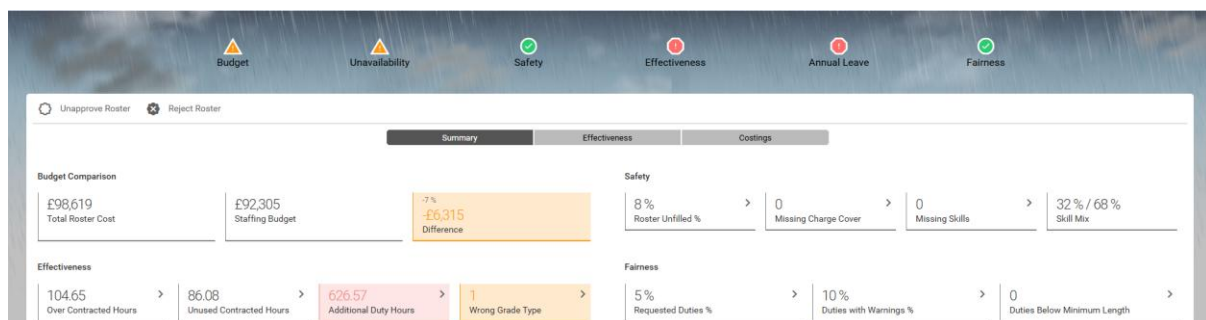 Budget
Unavailability
Safety
Effectiveness
Annual Leave
Fairness
Unapprove Roster
Reject Roster
Summary
Effectiveness
Costings
Budget Comparison
£98,619
Total Roster Cost
£92,305
Staffing Budget
-7 %
-£6,315
Difference
Safety
8 %
Roster Unfilled %
0
Missing Charge Cover
0
Missing Skills
32 % / 68 %
Skill Mix
Effectiveness
104.65
Over Contracted Hours
86.08
Unused Contracted Hours
626.57
Additional Duty Hours
1
Wrong Grade Type
Fairness
5 %
Requested Duties %
10 %
Duties with Warnings %
0
Duties Below Minimum Length